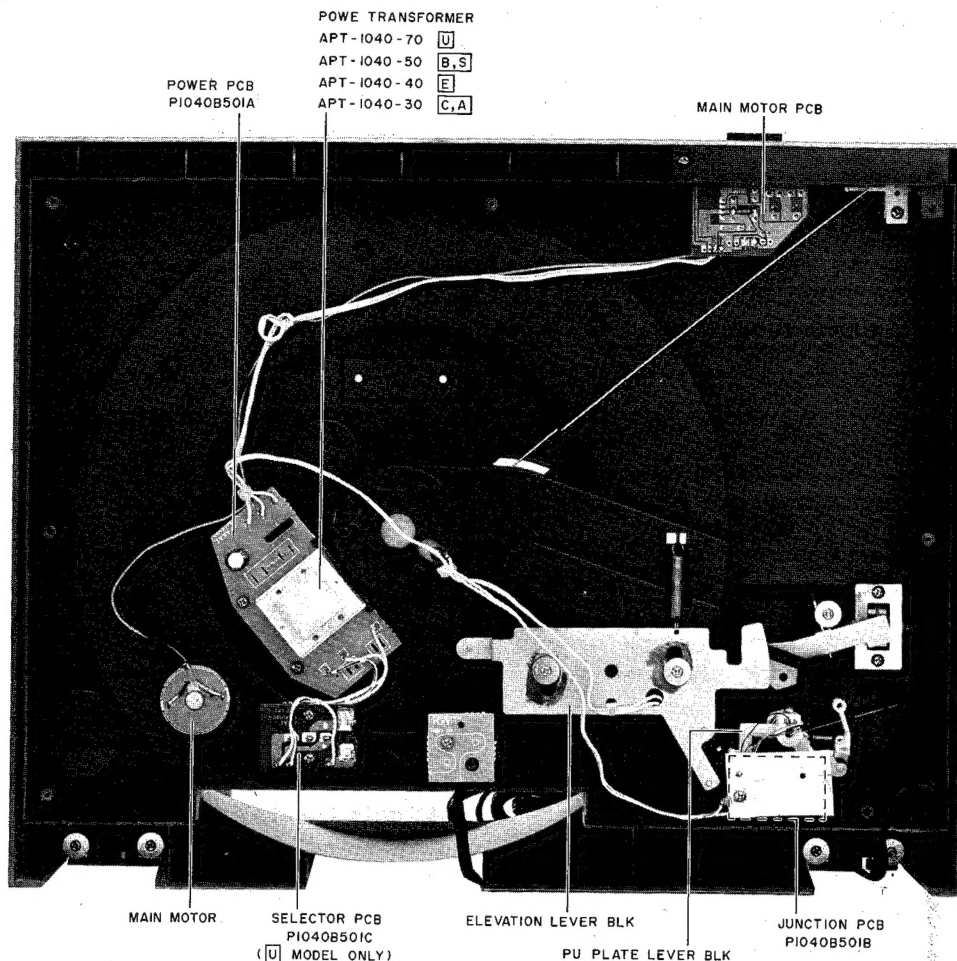 POWE TRANSFORMER
APT-1040-70 U
APT-1040-50 B,S
APT-1040-40 E
APT-1040-30 C,A
POWER PCB
P1040B501A
MAIN MOTOR PCB
MAIN MOTOR
SELECTOR PCB
P1040B501C
(U MODEL ONLY)
ELEVATION LEVER BLK
PU PLATE LEVER BLK
JUNCTION PCB
P1040B501B